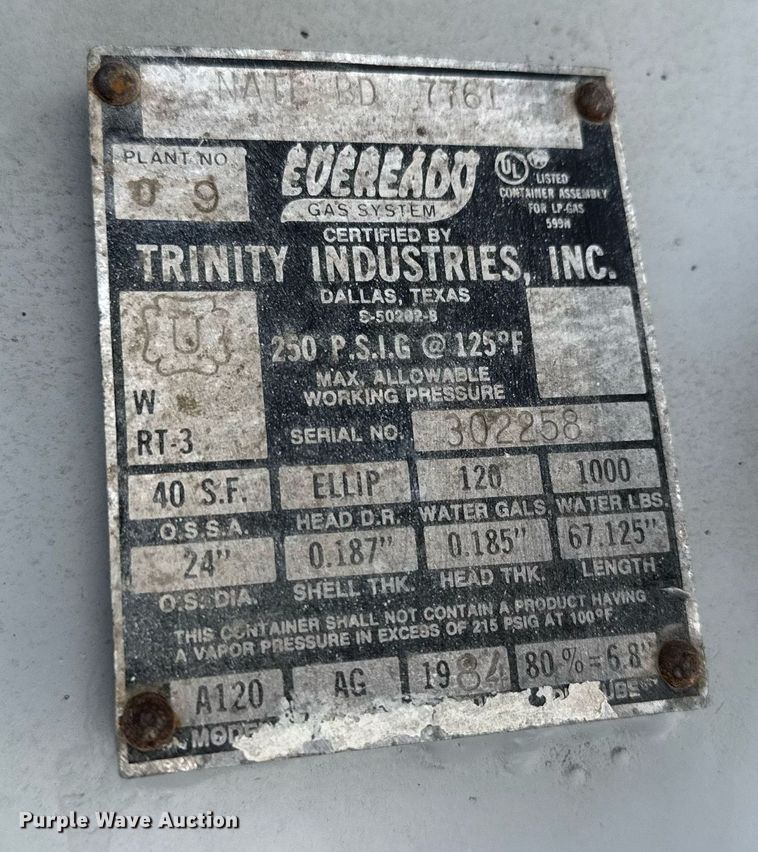 NATL BD 7761
PLANT NO.
09
EVEREADY
GAS SYSTEM
UL
LISTED
CONTAINER ASSEMBLY
FOR LP-GAS
599H
CERTIFIED BY
TRINITY INDUSTRIES, INC.
DALLAS, TEXAS
S-50202-B
U
W
RT-3
250 P.S.I.G @ 125°F
MAX. ALLOWABLE
WORKING PRESSURE
SERIAL NO. 302258
40 S.F. ELLIP 120 1000
O.S.S.A. HEAD D.R. WATER GALS. WATER LBS.
24" 0.187" 0.185" 67.125"
O.S. DIA. SHELL THK. HEAD THK. LENGTH
THIS CONTAINER SHALL NOT CONTAIN A PRODUCT HAVING
A VAPOR PRESSURE IN EXCESS OF 215 PSIG AT 100°F
A120 AG 1984 80%=6.8"
Purple Wave Auction